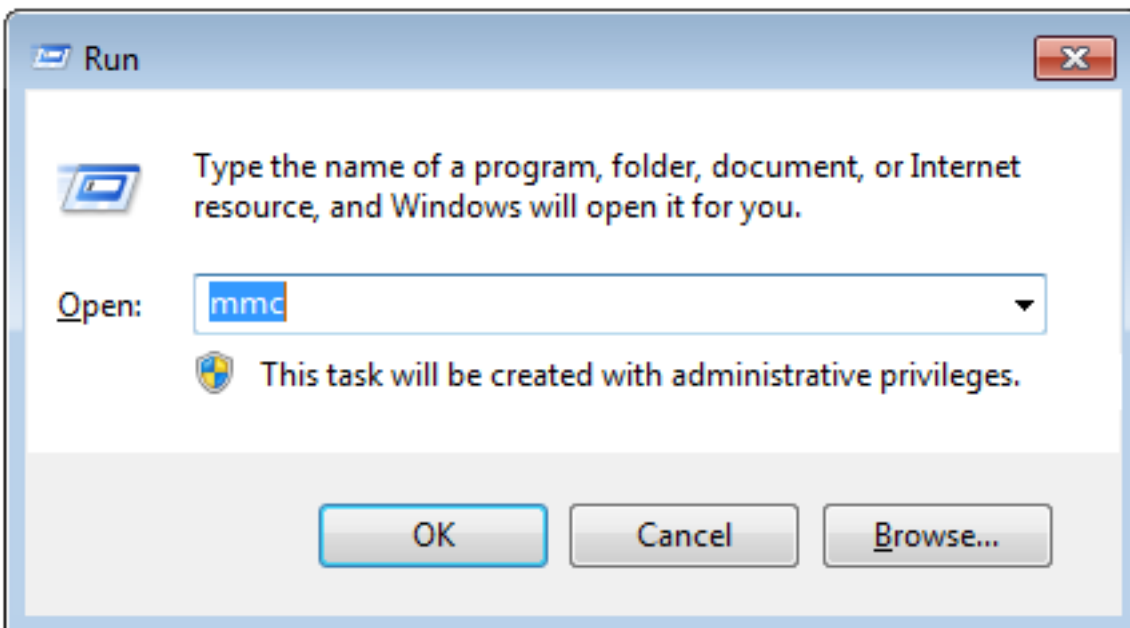 Run
Type the name of a program, folder, document, or Internet
resource, and Windows will open it for you.
Open: mmc
This task will be created with administrative privileges.
OK Cancel Browse...